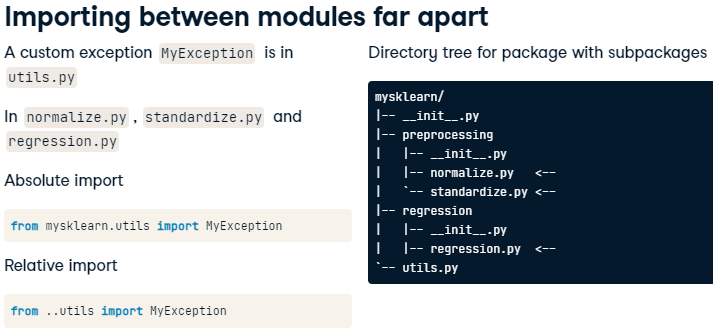 Importing between modules far apart
A custom exception MyException is in
utils.py
In normalize.py , standardize.py and
regression.py
Absolute import
from mysklearn.utils import MyException
Relative import
from ..utils import MyException
Directory tree for package with subpackages
mysklearn/
|-- __init__.py
|-- preprocessing
|   |-- __init__.py
|   |-- normalize.py   <--
|   `-- standardize.py <--
|-- regression
|   |-- __init__.py
|   |-- regression.py  <--
`-- utils.py